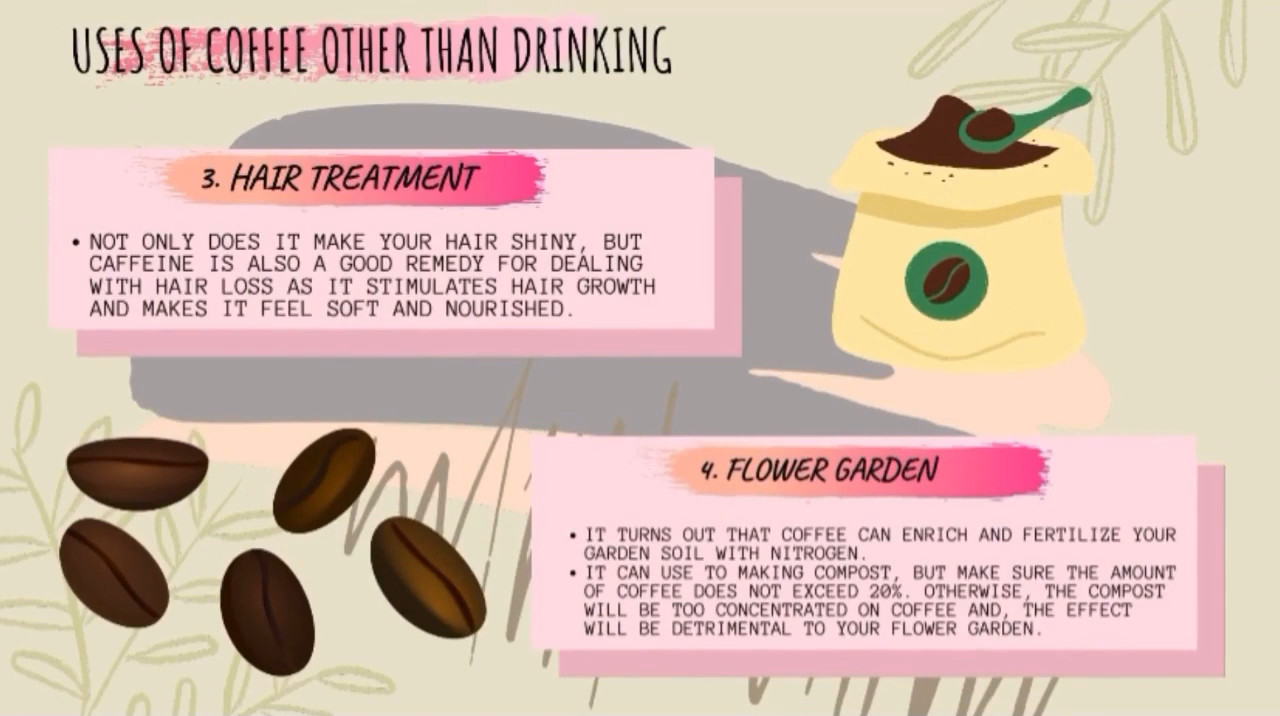 USES OF COFFEE OTHER THAN DRINKING
3. HAIR TREATMENT
• NOT ONLY DOES IT MAKE YOUR HAIR SHINY, BUT
CAFFEINE IS ALSO A GOOD REMEDY FOR DEALING
WITH HAIR LOSS AS IT STIMULATES HAIR GROWTH
AND MAKES IT FEEL SOFT AND NOURISHED.
4. FLOWER GARDEN
• IT TURNS OUT THAT COFFEE CAN ENRICH AND FERTILIZE YOUR
GARDEN SOIL WITH NITROGEN.
• IT CAN USE TO MAKING COMPOST, BUT MAKE SURE THE AMOUNT
OF COFFEE DOES NOT EXCEED 20%. OTHERWISE, THE COMPOST
WILL BE TOO CONCENTRATED ON COFFEE AND, THE EFFECT
WILL BE DETRIMENTAL TO YOUR FLOWER GARDEN.